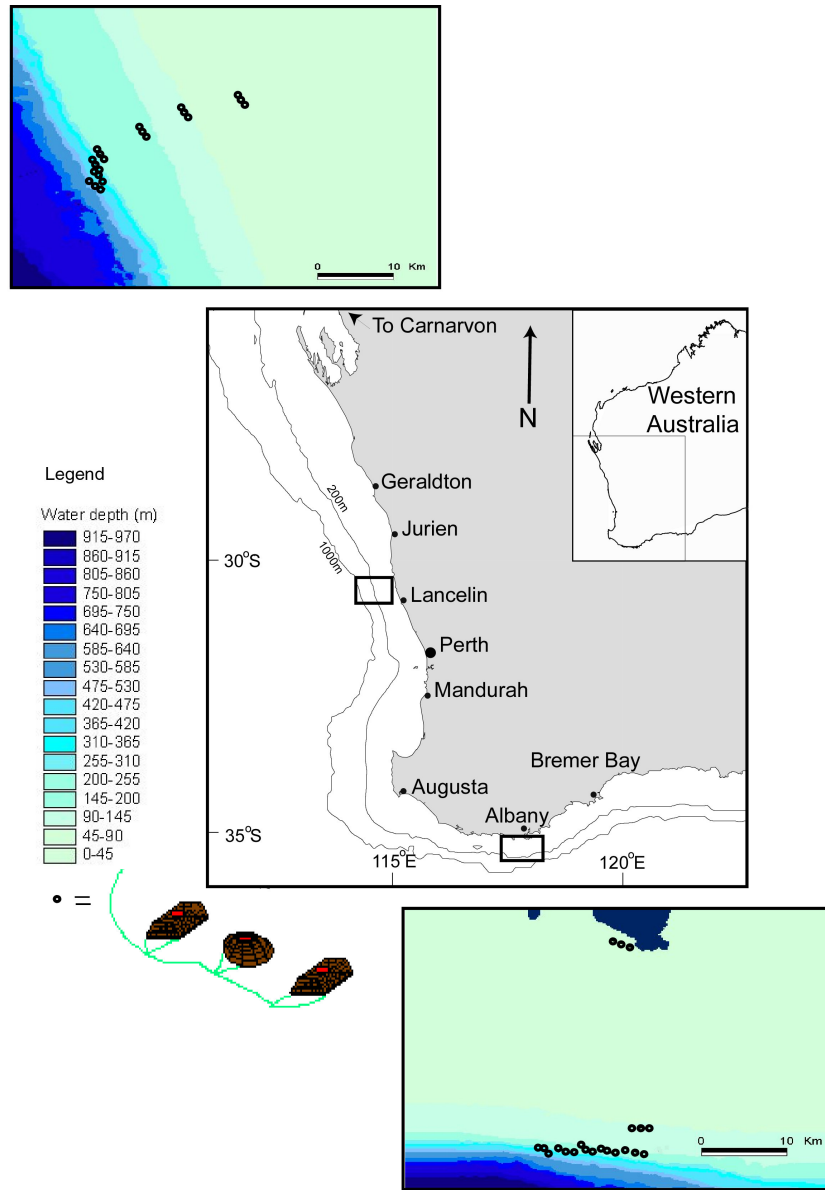 0 10 Km
To Carnarvon
N
Western
Australia
Geraldton
200m
Jurien
1000m
30°S
Lancelin
Perth
Mandurah
Bremer Bay
Augusta
Albany
35°S
115°E
120°E
Legend
Water depth (m)
915-970
860-915
805-860
750-805
695-750
640-695
585-640
530-585
475-530
420-475
365-420
310-365
255-310
200-255
145-200
90-145
45-90
0-45
=
0 10 Km